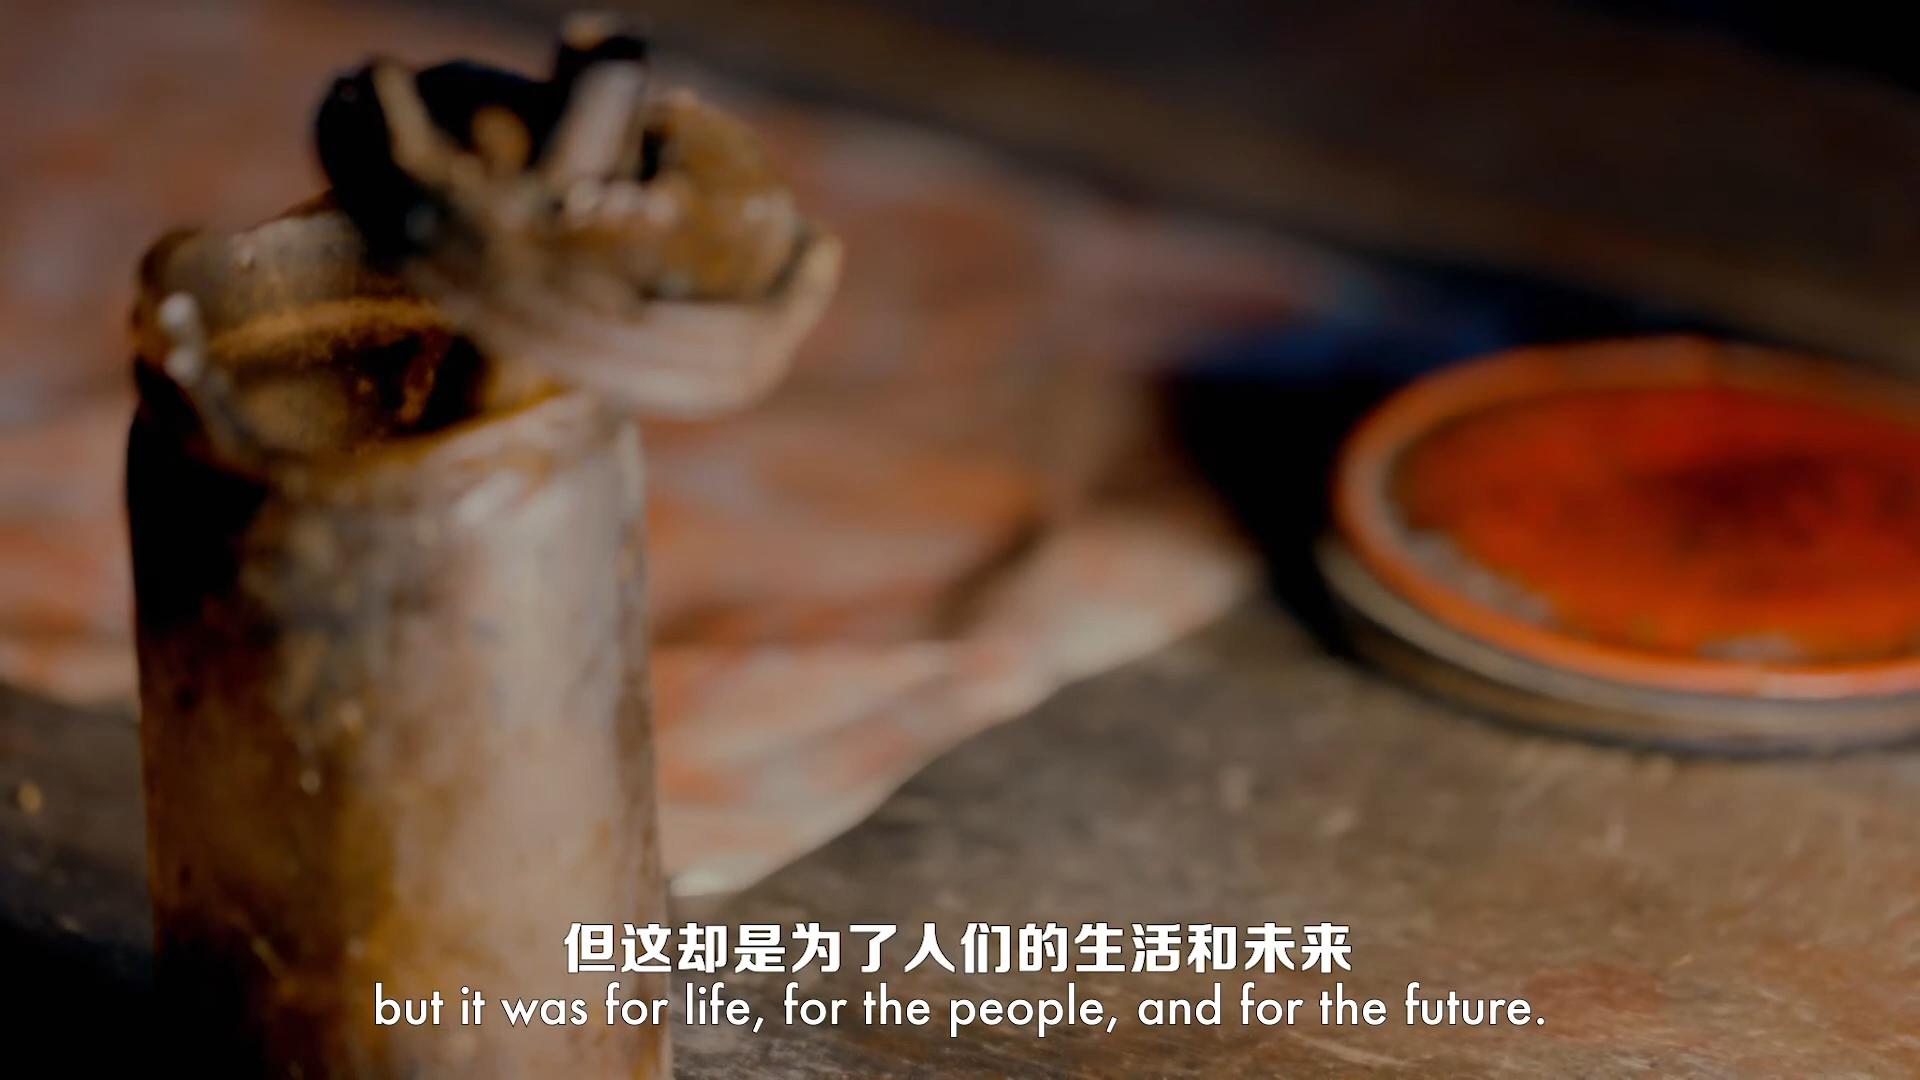 但这却是为了人们的生活和未来
but it was for life, for the people, and for the future.